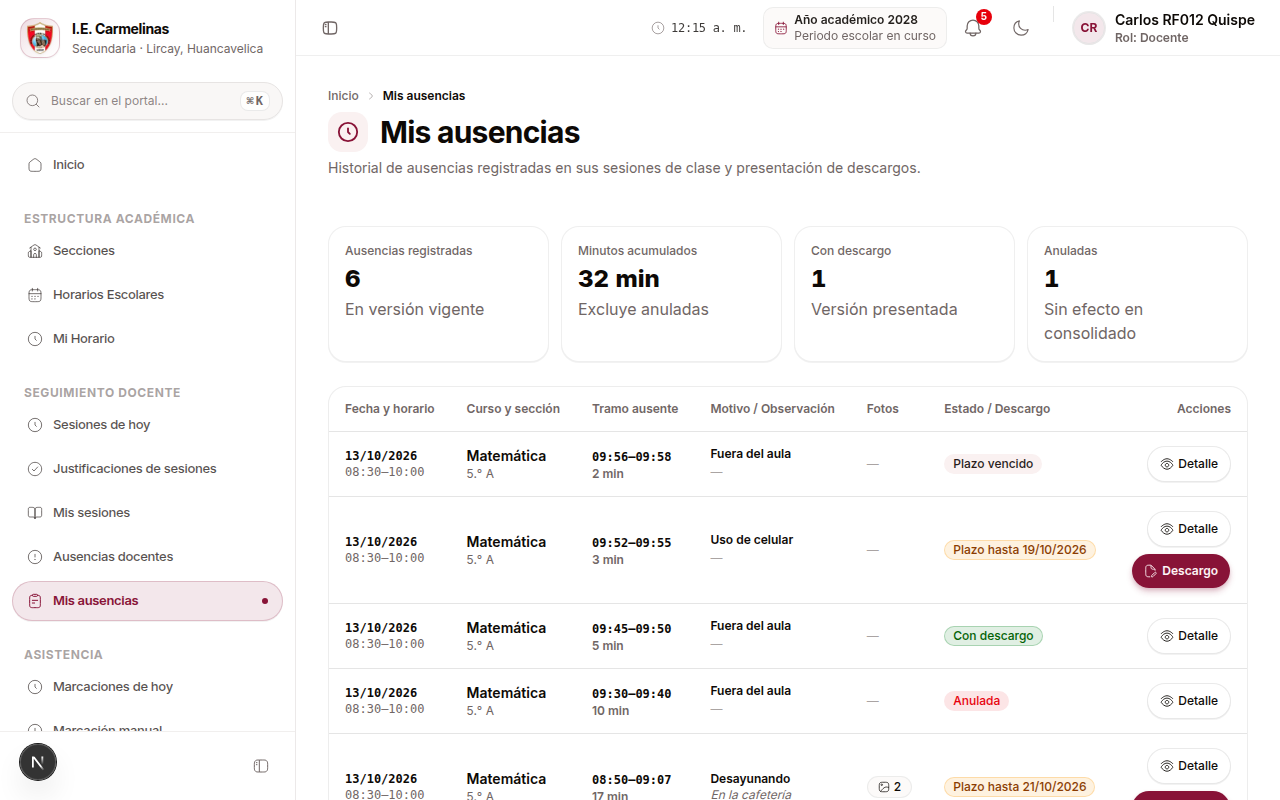 I.E. Carmelinas
Secundaria · Lircay, Huancavelica
Buscar en el portal...
⌘K
Inicio
ESTRUCTURA ACADÉMICA
Secciones
Horarios Escolares
Mi Horario
SEGUIMIENTO DOCENTE
Sesiones de hoy
Justificaciones de sesiones
Mis sesiones
Ausencias docentes
Mis ausencias
ASISTENCIA
Marcaciones de hoy
Marcación manual
N
12:15 a. m.
Año académico 2028
Periodo escolar en curso
5
CR
Carlos RF012 Quispe
Rol: Docente
Inicio
Mis ausencias
Mis ausencias
Historial de ausencias registradas en sus sesiones de clase y presentación de descargos.
Ausencias registradas
6
En versión vigente
Minutos acumulados
32 min
Excluye anuladas
Con descargo
1
Versión presentada
Anuladas
1
Sin efecto en
consolidado
Fecha y horario Curso y sección Tramo ausente Motivo / Observación Fotos Estado / Descargo Acciones
13/10/2026 Matemática 09:56—09:58 Fuera del aula — Plazo vencido Detalle
08:30—10:00 5.° A 2 min —
13/10/2026 Matemática 09:52—09:55 Uso de celular — Plazo hasta 19/10/2026 Detalle
08:30—10:00 5.° A 3 min — Descargo
13/10/2026 Matemática 09:45—09:50 Fuera del aula — Con descargo Detalle
08:30—10:00 5.° A 5 min —
13/10/2026 Matemática 09:30—09:40 Fuera del aula — Anulada Detalle
08:30—10:00 5.° A 10 min —
13/10/2026 Matemática 08:50—09:07 Desayunando 2 Plazo hasta 21/10/2026 Detalle
08:30—10:00 5.° A 17 min En la cafetería